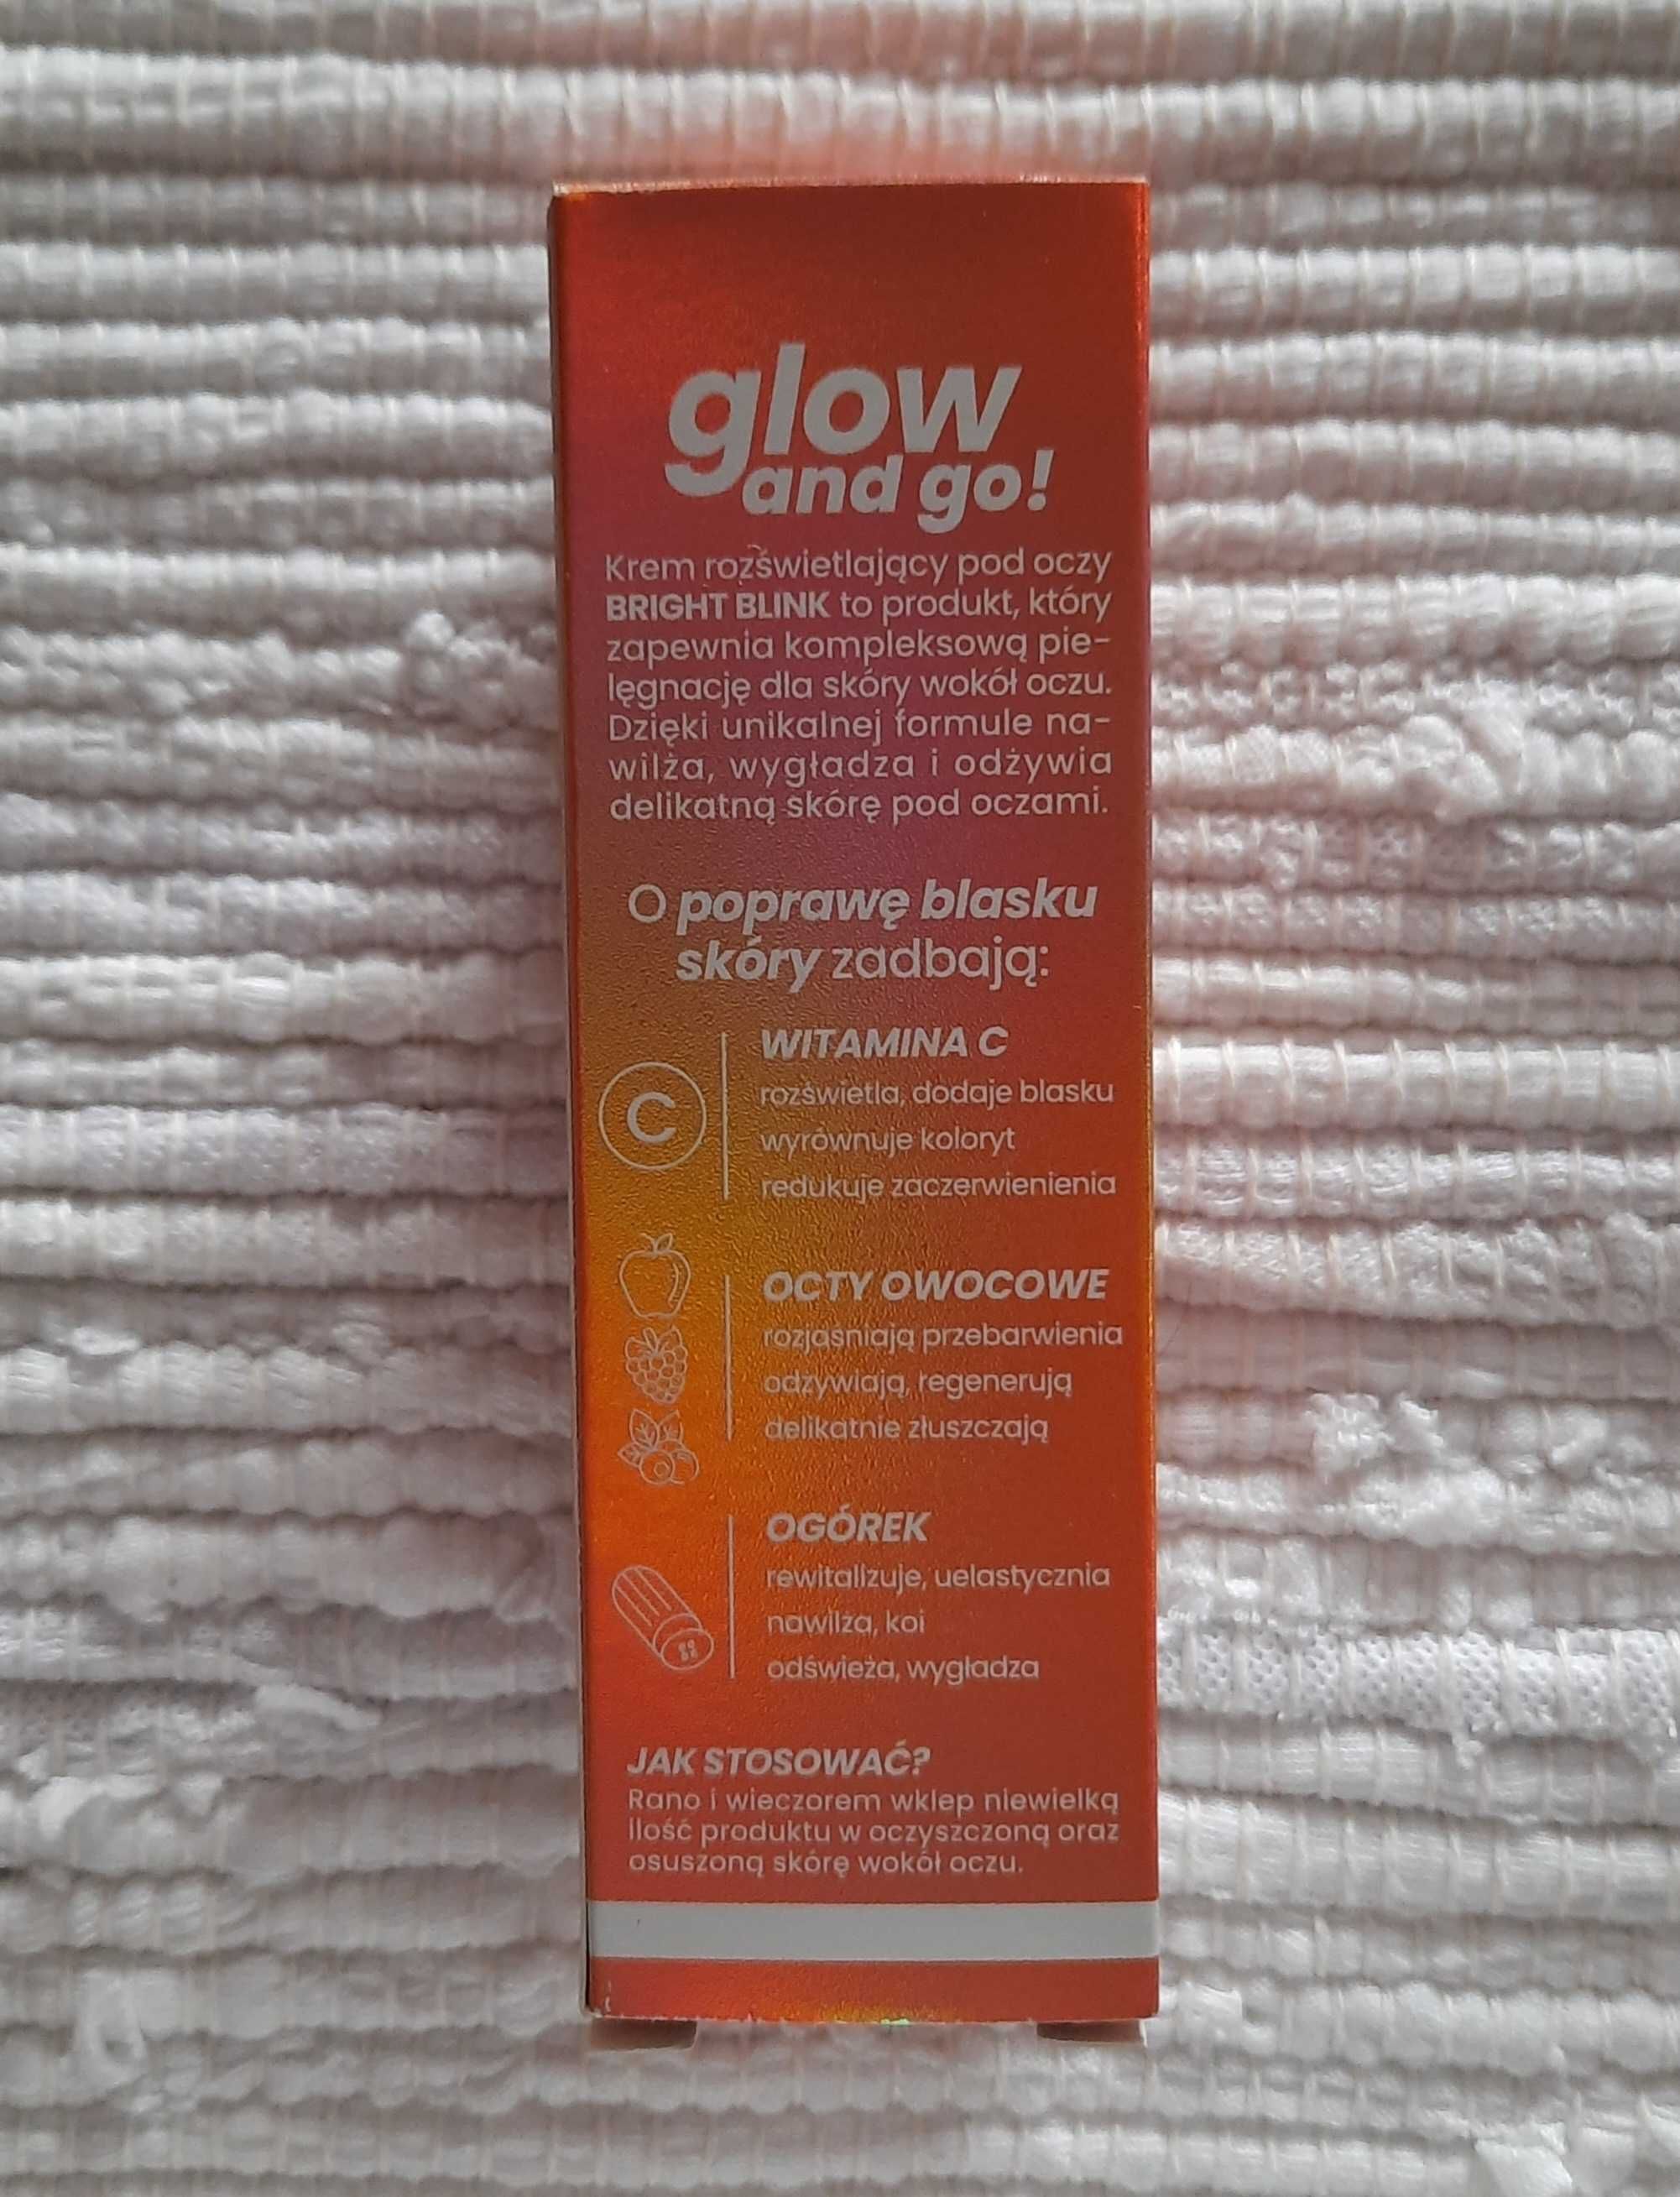 glow
and go!
Krem rozświetlający pod oczy
BRIGHT BLINK to produkt, który
zapewnia kompleksową pie-
lęgnację dla skóry wokół oczu.
Dzięki unikalnej formule na-
wilża, wygładza i odżywia
delikatną skórę pod oczami.
O poprawę blasku
skóry zadbają:
WITAMINA C
C
rozświetla, dodaje blasku
wyrównuje koloryt
redukuje zaczerwienienia
OCTY OWOCOWE
rozjaśniają przebarwienia
odżywiają, regenerują
delikatnie złuszczają
OGÓREK
rewitalizuje, uelastycznia
nawilża, koi
odświeża, wygładza
JAK STOSOWAĆ?
Rano i wieczorem wklep niewielką
ilość produktu w oczyszczoną oraz
osuszoną skórę wokół oczu.